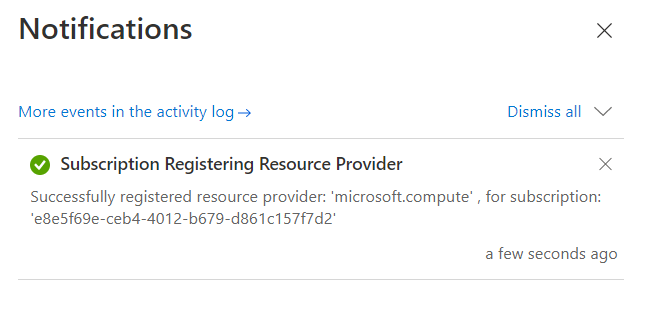 Notifications
More events in the activity log → Dismiss all
Subscription Registering Resource Provider
Successfully registered resource provider: 'microsoft.compute' , for subscription:
'e8e5f69e-ceb4-4012-b679-d861c157f7d2'
a few seconds ago